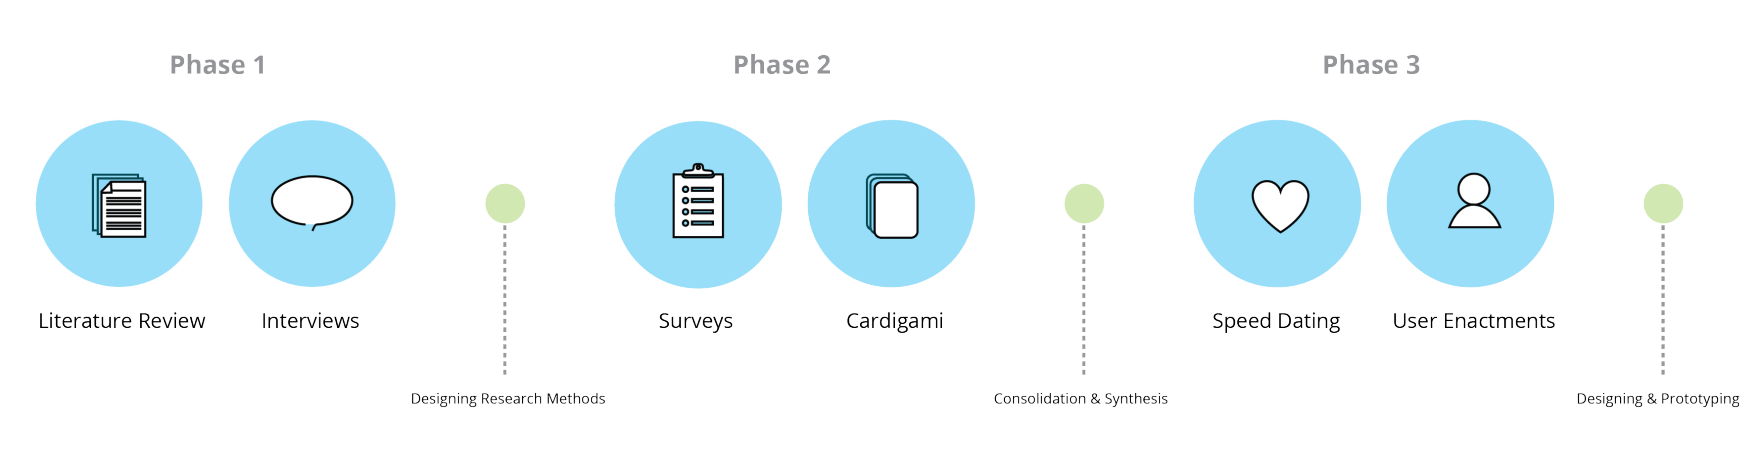 Phase 1
Phase 2
Phase 3
Literature Review
Interviews
Surveys
Cardigami
Speed Dating
User Enactments
Designing Research Methods
Consolidation & Synthesis
Designing & Prototyping